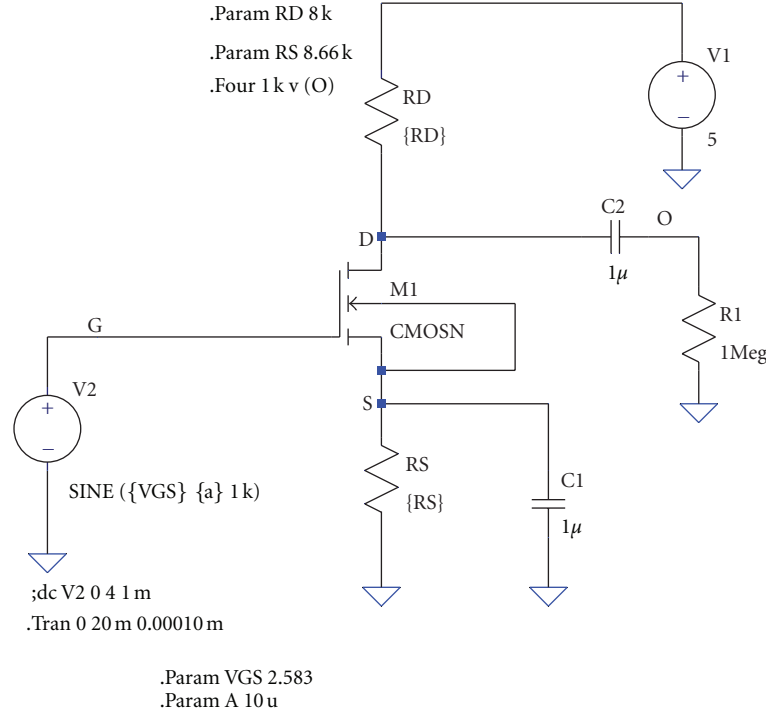 .Param RD 8 k
.Param RS 8.66 k
.Four 1 k v (O)
V1
+
−
5
RD
{RD}
C2
O
1μ
D
M1
R1
1Meg
G
CMOSN
V2
+
−
S
SINE ({VGS} {a} 1 k)
RS
{RS}
C1
1μ
;dc V2 0 4 1 m
.Tran 0 20 m 0.00010 m
.Param VGS 2.583
.Param A 10 u